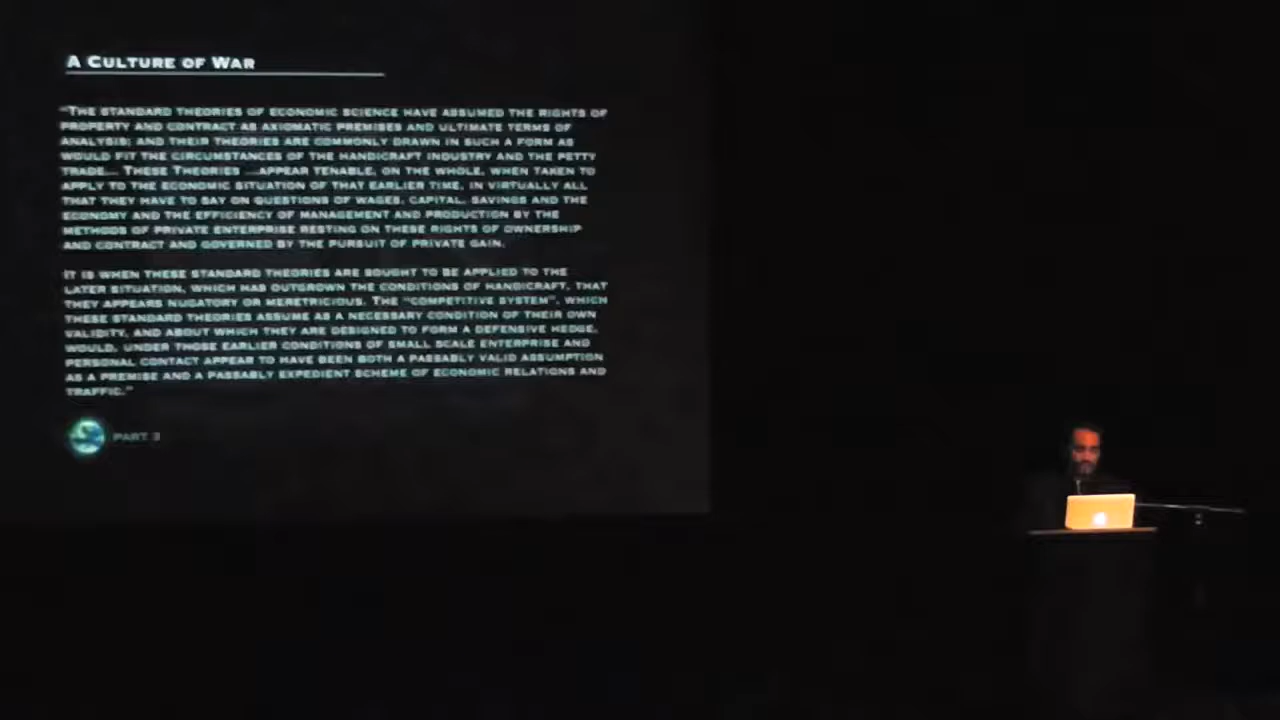 A CULTURE OF WAR
"THE STANDARD THEORIES OF ECONOMIC SCIENCE HAVE ASSUMED THE RIGHTS OF
PROPERTY AND CONTRACT AS AXIOMATIC PREMISES AND ULTIMATE TERMS OF
ANALYSIS; AND THEIR THEORIES ARE COMMONLY DRAWN IN SUCH A FORM AS
WOULD FIT THE CIRCUMSTANCES OF THE HANDICRAFT INDUSTRY AND THE PETTY
TRADE... THESE THEORIES ...APPEAR TENABLE, ON THE WHOLE, WHEN TAKEN TO
APPLY TO THE ECONOMIC SITUATION OF THAT EARLIER TIME, IN VIRTUALLY ALL
THAT THEY HAVE TO SAY ON QUESTIONS OF WAGES, CAPITAL, SAVINGS AND THE
ECONOMY AND THE EFFICIENCY OF MANAGEMENT AND PRODUCTION BY THE
METHODS OF PRIVATE ENTERPRISE RESTING ON THESE RIGHTS OF OWNERSHIP
AND CONTRACT AND GOVERNED BY THE PURSUIT OF PRIVATE GAIN.
IT IS WHEN THESE STANDARD THEORIES ARE SOUGHT TO BE APPLIED TO THE
LATER SITUATION, WHICH HAS OUTGROWN THE CONDITIONS OF HANDICRAFT, THAT
THEY APPEARS NUGATORY OR MERETRICIOUS. THE "COMPETITIVE SYSTEM", WHICH
THESE STANDARD THEORIES ASSUME AS A NECESSARY CONDITION OF THEIR OWN
VALIDITY, AND ABOUT WHICH THEY ARE DESIGNED TO FORM A DEFENSIVE HEDGE,
WOULD, UNDER THOSE EARLIER CONDITIONS OF SMALL SCALE ENTERPRISE AND
PERSONAL CONTACT APPEAR TO HAVE BEEN BOTH A PASSABLY VALID ASSUMPTION
AS A PREMISE AND A PASSABLY EXPEDIENT SCHEME OF ECONOMIC RELATIONS AND
TRAFFIC."
PART 3